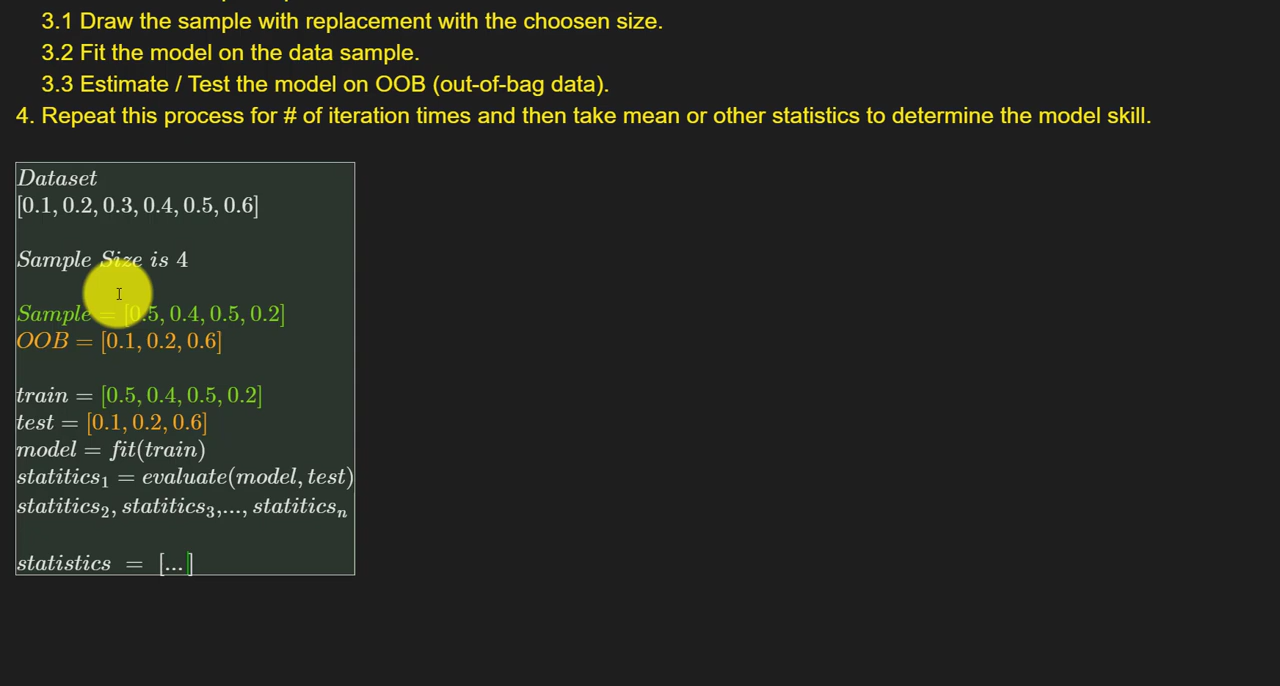 3.1 Draw the sample with replacement with the choosen size.
3.2 Fit the model on the data sample.
3.3 Estimate / Test the model on OOB (out-of-bag data).
4. Repeat this process for # of iteration times and then take mean or other statistics to determine the model skill.
Dataset
[0.1, 0.2, 0.3, 0.4, 0.5, 0.6]
Sample Size is 4
Sample = [0.5, 0.4, 0.5, 0.2]
OOB = [0.1, 0.2, 0.6]
train = [0.5, 0.4, 0.5, 0.2]
test = [0.1, 0.2, 0.6]
model = fit(train)
statitics₁ = evaluate(model, test)
statitics₂, statitics₃,..., statiticsₙ
statistics = [...]